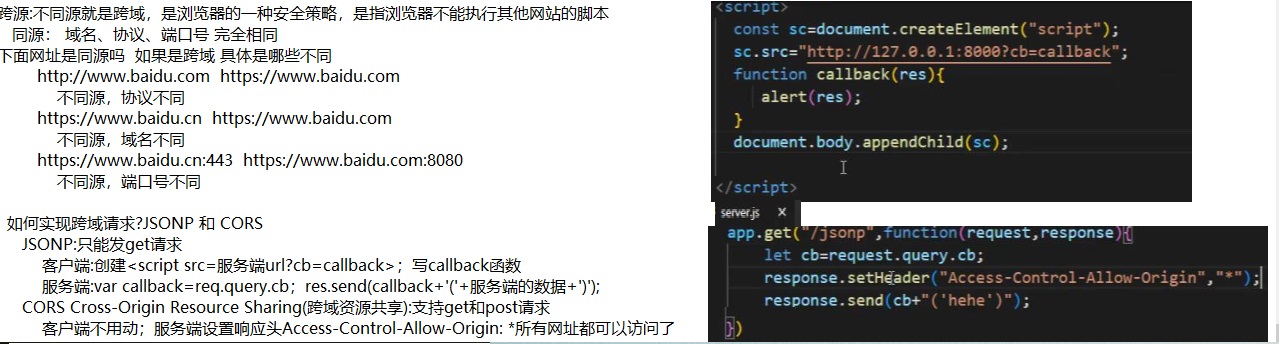 跨源:不同源就是跨域，是浏览器的一种安全策略，是指浏览器不能执行其他网站的脚本
同源： 域名、协议、端口号 完全相同
下面网址是同源吗 如果是跨域 具体是哪些不同
http://www.baidu.com https://www.baidu.com
不同源，协议不同
https://www.baidu.cn https://www.baidu.com
不同源，域名不同
https://www.baidu.cn:443 https://www.baidu.com:8080
不同源，端口号不同
如何实现跨域请求?JSONP 和 CORS
JSONP:只能发get请求
客户端:创建<script src=服务端url?cb=callback>；写callback函数
服务端:var callback=req.query.cb；res.send(callback+'('+服务端的数据+')');
CORS Cross-Origin Resource Sharing(跨域资源共享):支持get和post请求
客户端不用动；服务端设置响应头Access-Control-Allow-Origin: *所有网址都可以访问了
<script>
const sc=document.createElement("script");
sc.src="http://127.0.0.1:8000?cb=callback";
function callback(res){
alert(res);
}
document.body.appendChild(sc);
</script>
server.js ×
app.get("/jsonp",function(request,response){
let cb=request.query.cb;
response.setHeader("Access-Control-Allow-Origin","*");
response.send(cb+"('hehe')");
})